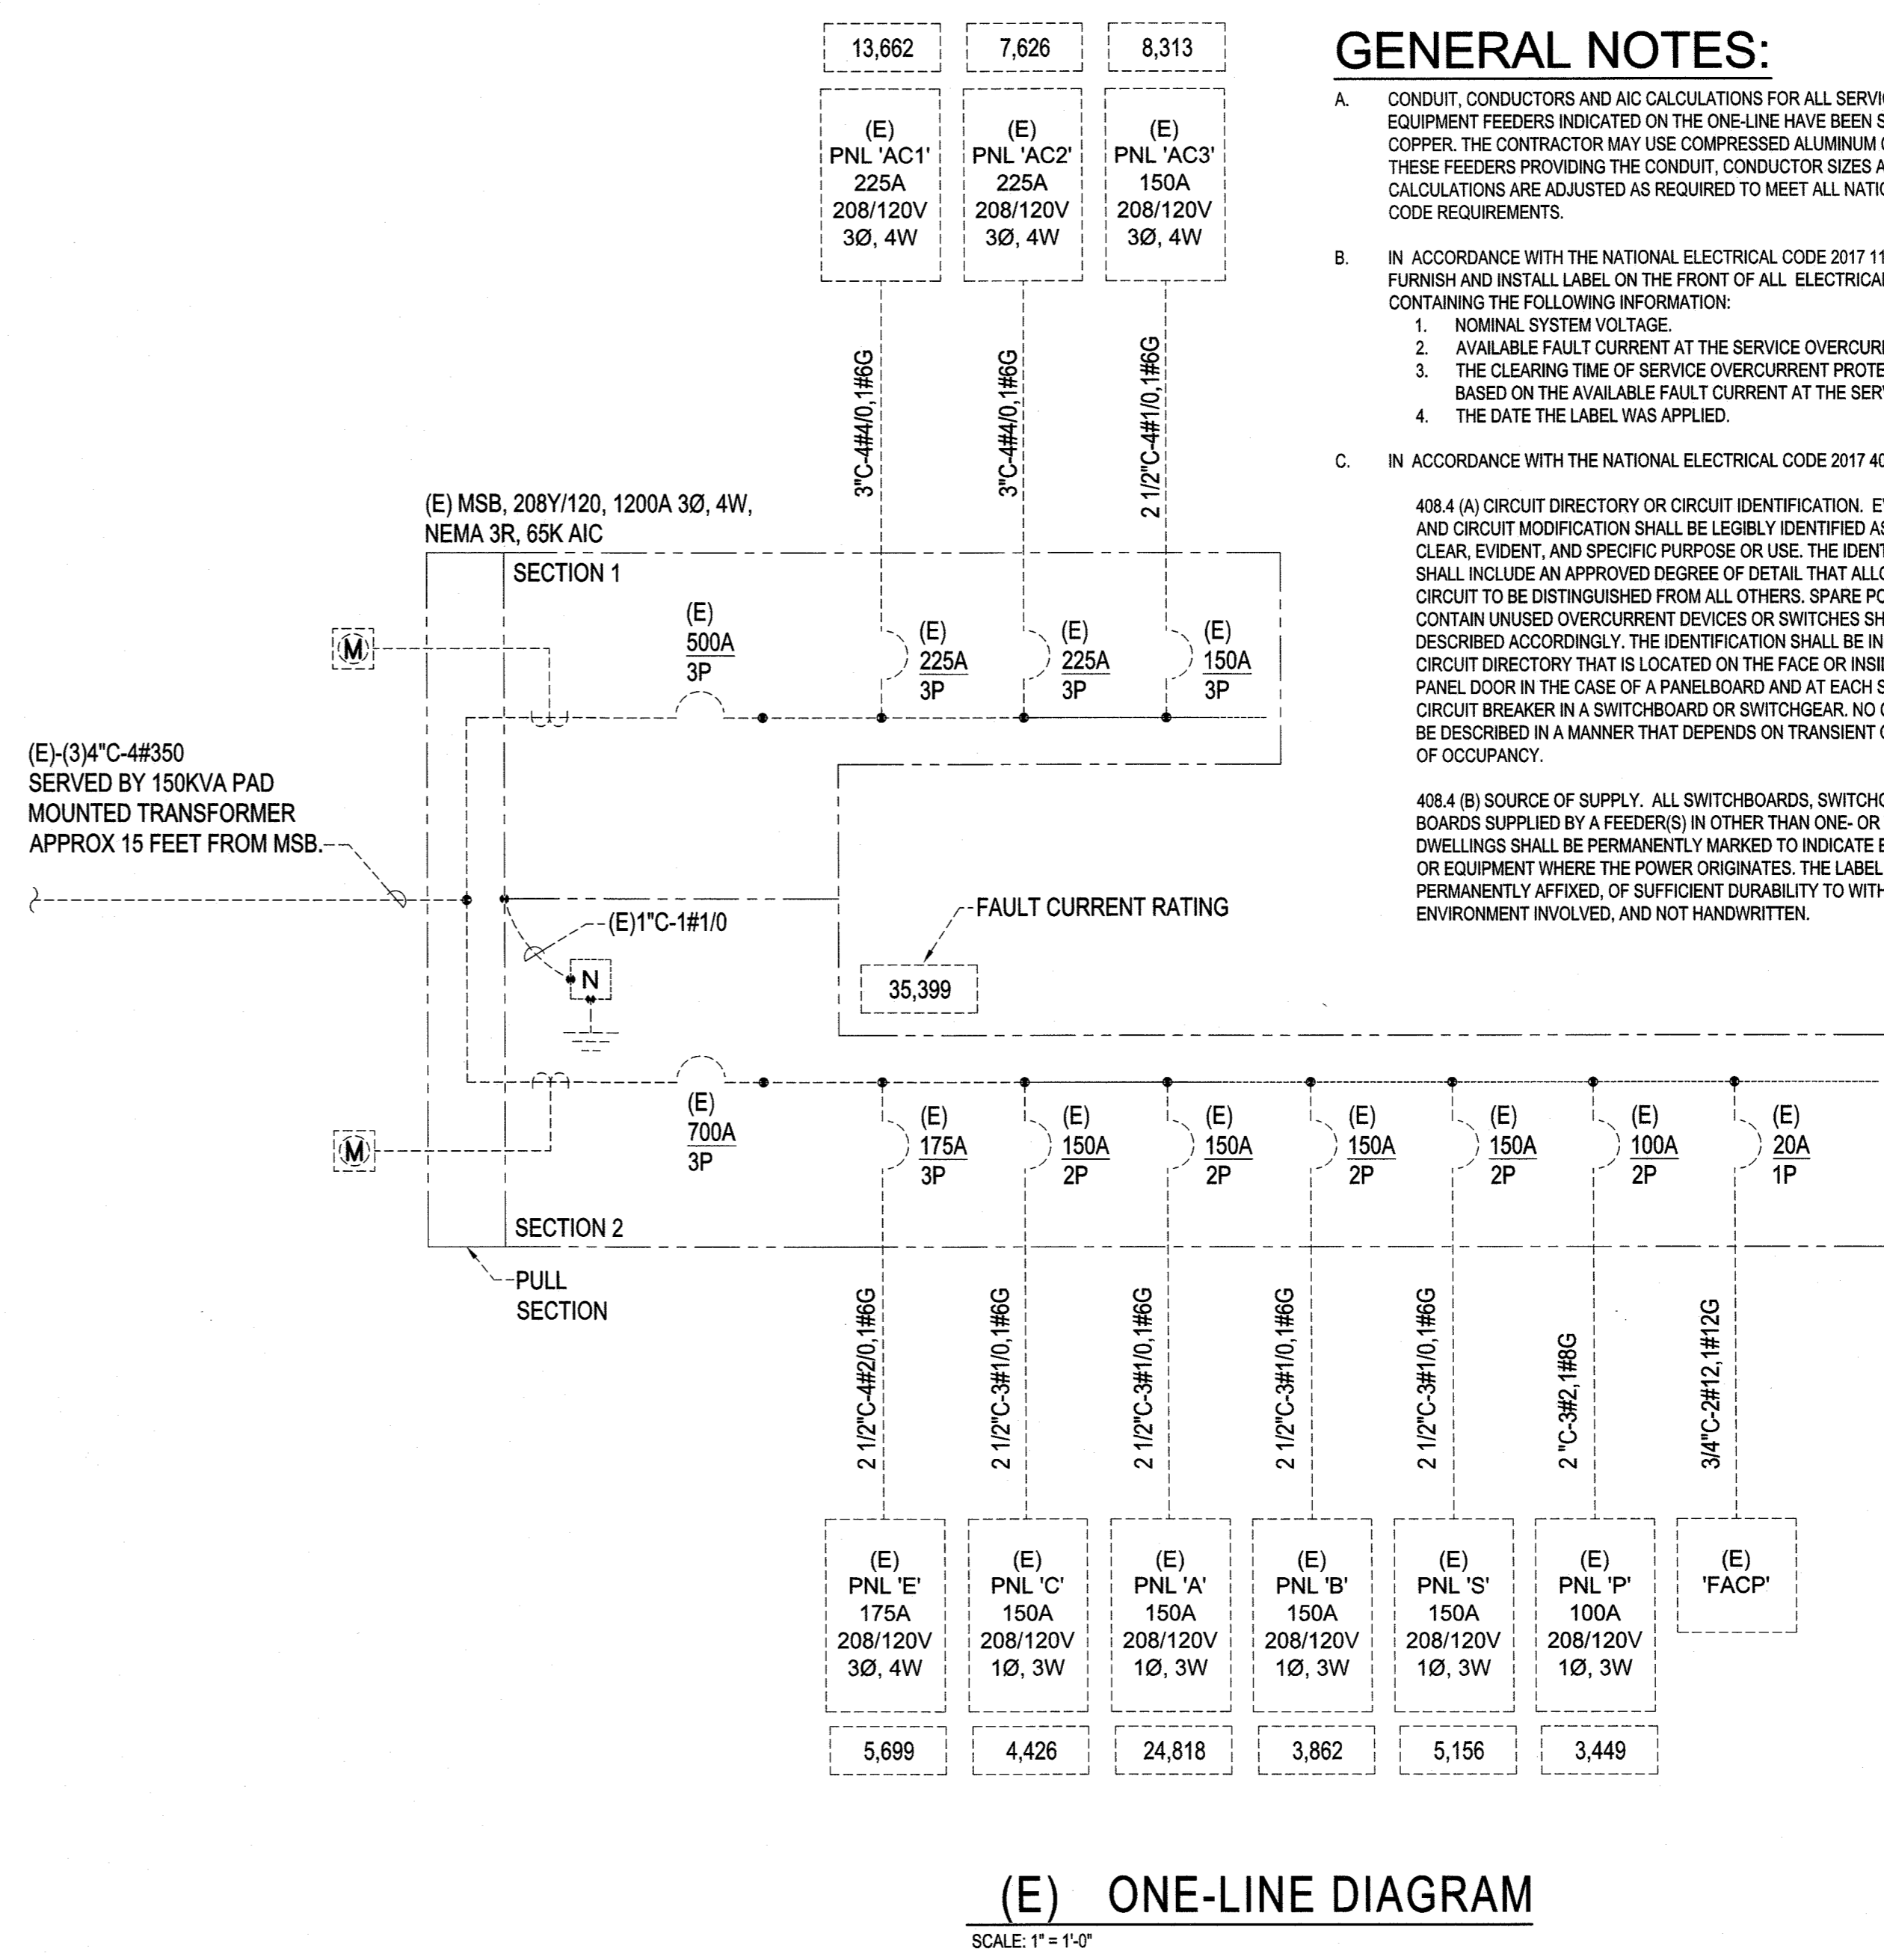 13,662
7,626
8,313
(E)
PNL 'AC1'
225A
208/120V
3Ø, 4W
(E)
PNL 'AC2'
225A
208/120V
3Ø, 4W
(E)
PNL 'AC3'
150A
208/120V
3Ø, 4W
3"C-4#4/0,1#6G
3"C-4#4/0,1#6G
2 1/2"C-4#1/0,1#6G
(E) MSB, 208Y/120, 1200A 3Ø, 4W,
NEMA 3R, 65K AIC
SECTION 1
(E)
500A
3P
(E)
225A
3P
(E)
225A
3P
(E)
150A
3P
M
(E)-(3)4"C-4#350
SERVED BY 150KVA PAD
MOUNTED TRANSFORMER
APPROX 15 FEET FROM MSB.
(E)1"C-1#1/0
N
FAULT CURRENT RATING
35,399
M
(E)
700A
3P
(E)
175A
3P
(E)
150A
2P
(E)
150A
2P
(E)
150A
2P
(E)
150A
2P
(E)
100A
2P
(E)
20A
1P
SECTION 2
PULL
SECTION
2 1/2"C-4#2/0,1#6G
2 1/2"C-3#1/0,1#6G
2 1/2"C-3#1/0,1#6G
2 1/2"C-3#1/0,1#6G
2 1/2"C-3#1/0,1#6G
2 "C-3#2,1#8G
3/4"C-2#12,1#12G
(E)
PNL 'E'
175A
208/120V
3Ø, 4W
(E)
PNL 'C'
150A
208/120V
1Ø, 3W
(E)
PNL 'A'
150A
208/120V
1Ø, 3W
(E)
PNL 'B'
150A
208/120V
1Ø, 3W
(E)
PNL 'S'
150A
208/120V
1Ø, 3W
(E)
PNL 'P'
100A
208/120V
1Ø, 3W
(E)
'FACP'
5,699
4,426
24,818
3,862
5,156
3,449
(E) ONE-LINE DIAGRAM
SCALE: 1" = 1'-0"
GENERAL NOTES:
A. CONDUIT, CONDUCTORS AND AIC CALCULATIONS FOR ALL
EQUIPMENT FEEDERS INDICATED ON THE ONE-LINE HAVE BEEN
COPPER. THE CONTRACTOR MAY USE COMPRESSED ALUMINUM
THESE FEEDERS PROVIDING THE CONDUIT, CONDUCTOR SIZES
CALCULATIONS ARE ADJUSTED AS REQUIRED TO MEET ALL
CODE REQUIREMENTS.
B. IN ACCORDANCE WITH THE NATIONAL ELECTRICAL CODE 2017
FURNISH AND INSTALL LABEL ON THE FRONT OF ALL
CONTAINING THE FOLLOWING INFORMATION:
1. NOMINAL SYSTEM VOLTAGE.
2. AVAILABLE FAULT CURRENT AT THE SERVICE
3. THE CLEARING TIME OF SERVICE OVERCURRENT
BASED ON THE AVAILABLE FAULT CURRENT AT THE
4. THE DATE THE LABEL WAS APPLIED.
C. IN ACCORDANCE WITH THE NATIONAL ELECTRICAL CODE 2017
408.4 (A) CIRCUIT DIRECTORY OR CIRCUIT IDENTIFICATION.
AND CIRCUIT MODIFICATION SHALL BE LEGIBLY IDENTIFIED
CLEAR, EVIDENT, AND SPECIFIC PURPOSE OR USE. THE
SHALL INCLUDE AN APPROVED DEGREE OF DETAIL THAT
CIRCUIT TO BE DISTINGUISHED FROM ALL OTHERS. SPARE
CONTAIN UNUSED OVERCURRENT DEVICES OR SWITCHES
DESCRIBED ACCORDINGLY. THE IDENTIFICATION SHALL BE
CIRCUIT DIRECTORY THAT IS LOCATED ON THE FACE OR
PANEL DOOR IN THE CASE OF A PANELBOARD AND AT EACH
CIRCUIT BREAKER IN A SWITCHBOARD OR SWITCHGEAR. NO
BE DESCRIBED IN A MANNER THAT DEPENDS ON TRANSIENT
OF OCCUPANCY.
408.4 (B) SOURCE OF SUPPLY. ALL SWITCHBOARDS,
BOARDS SUPPLIED BY A FEEDER(S) IN OTHER THAN ONE- OR
DWELLINGS SHALL BE PERMANENTLY MARKED TO INDICATE
OR EQUIPMENT WHERE THE POWER ORIGINATES. THE LABEL
PERMANENTLY AFFIXED, OF SUFFICIENT DURABILITY TO
ENVIRONMENT INVOLVED, AND NOT HANDWRITTEN.